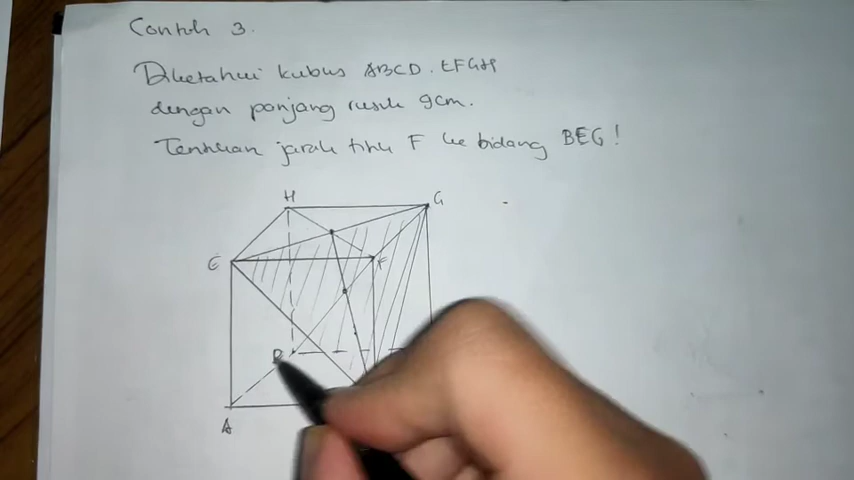 Contoh 3.
Diketahui kubus ABCD.EFGH
dengan panjang rusuk 9cm.
Tentukan jarak titik F ke bidang BEG!
H
G
E
F
D
A